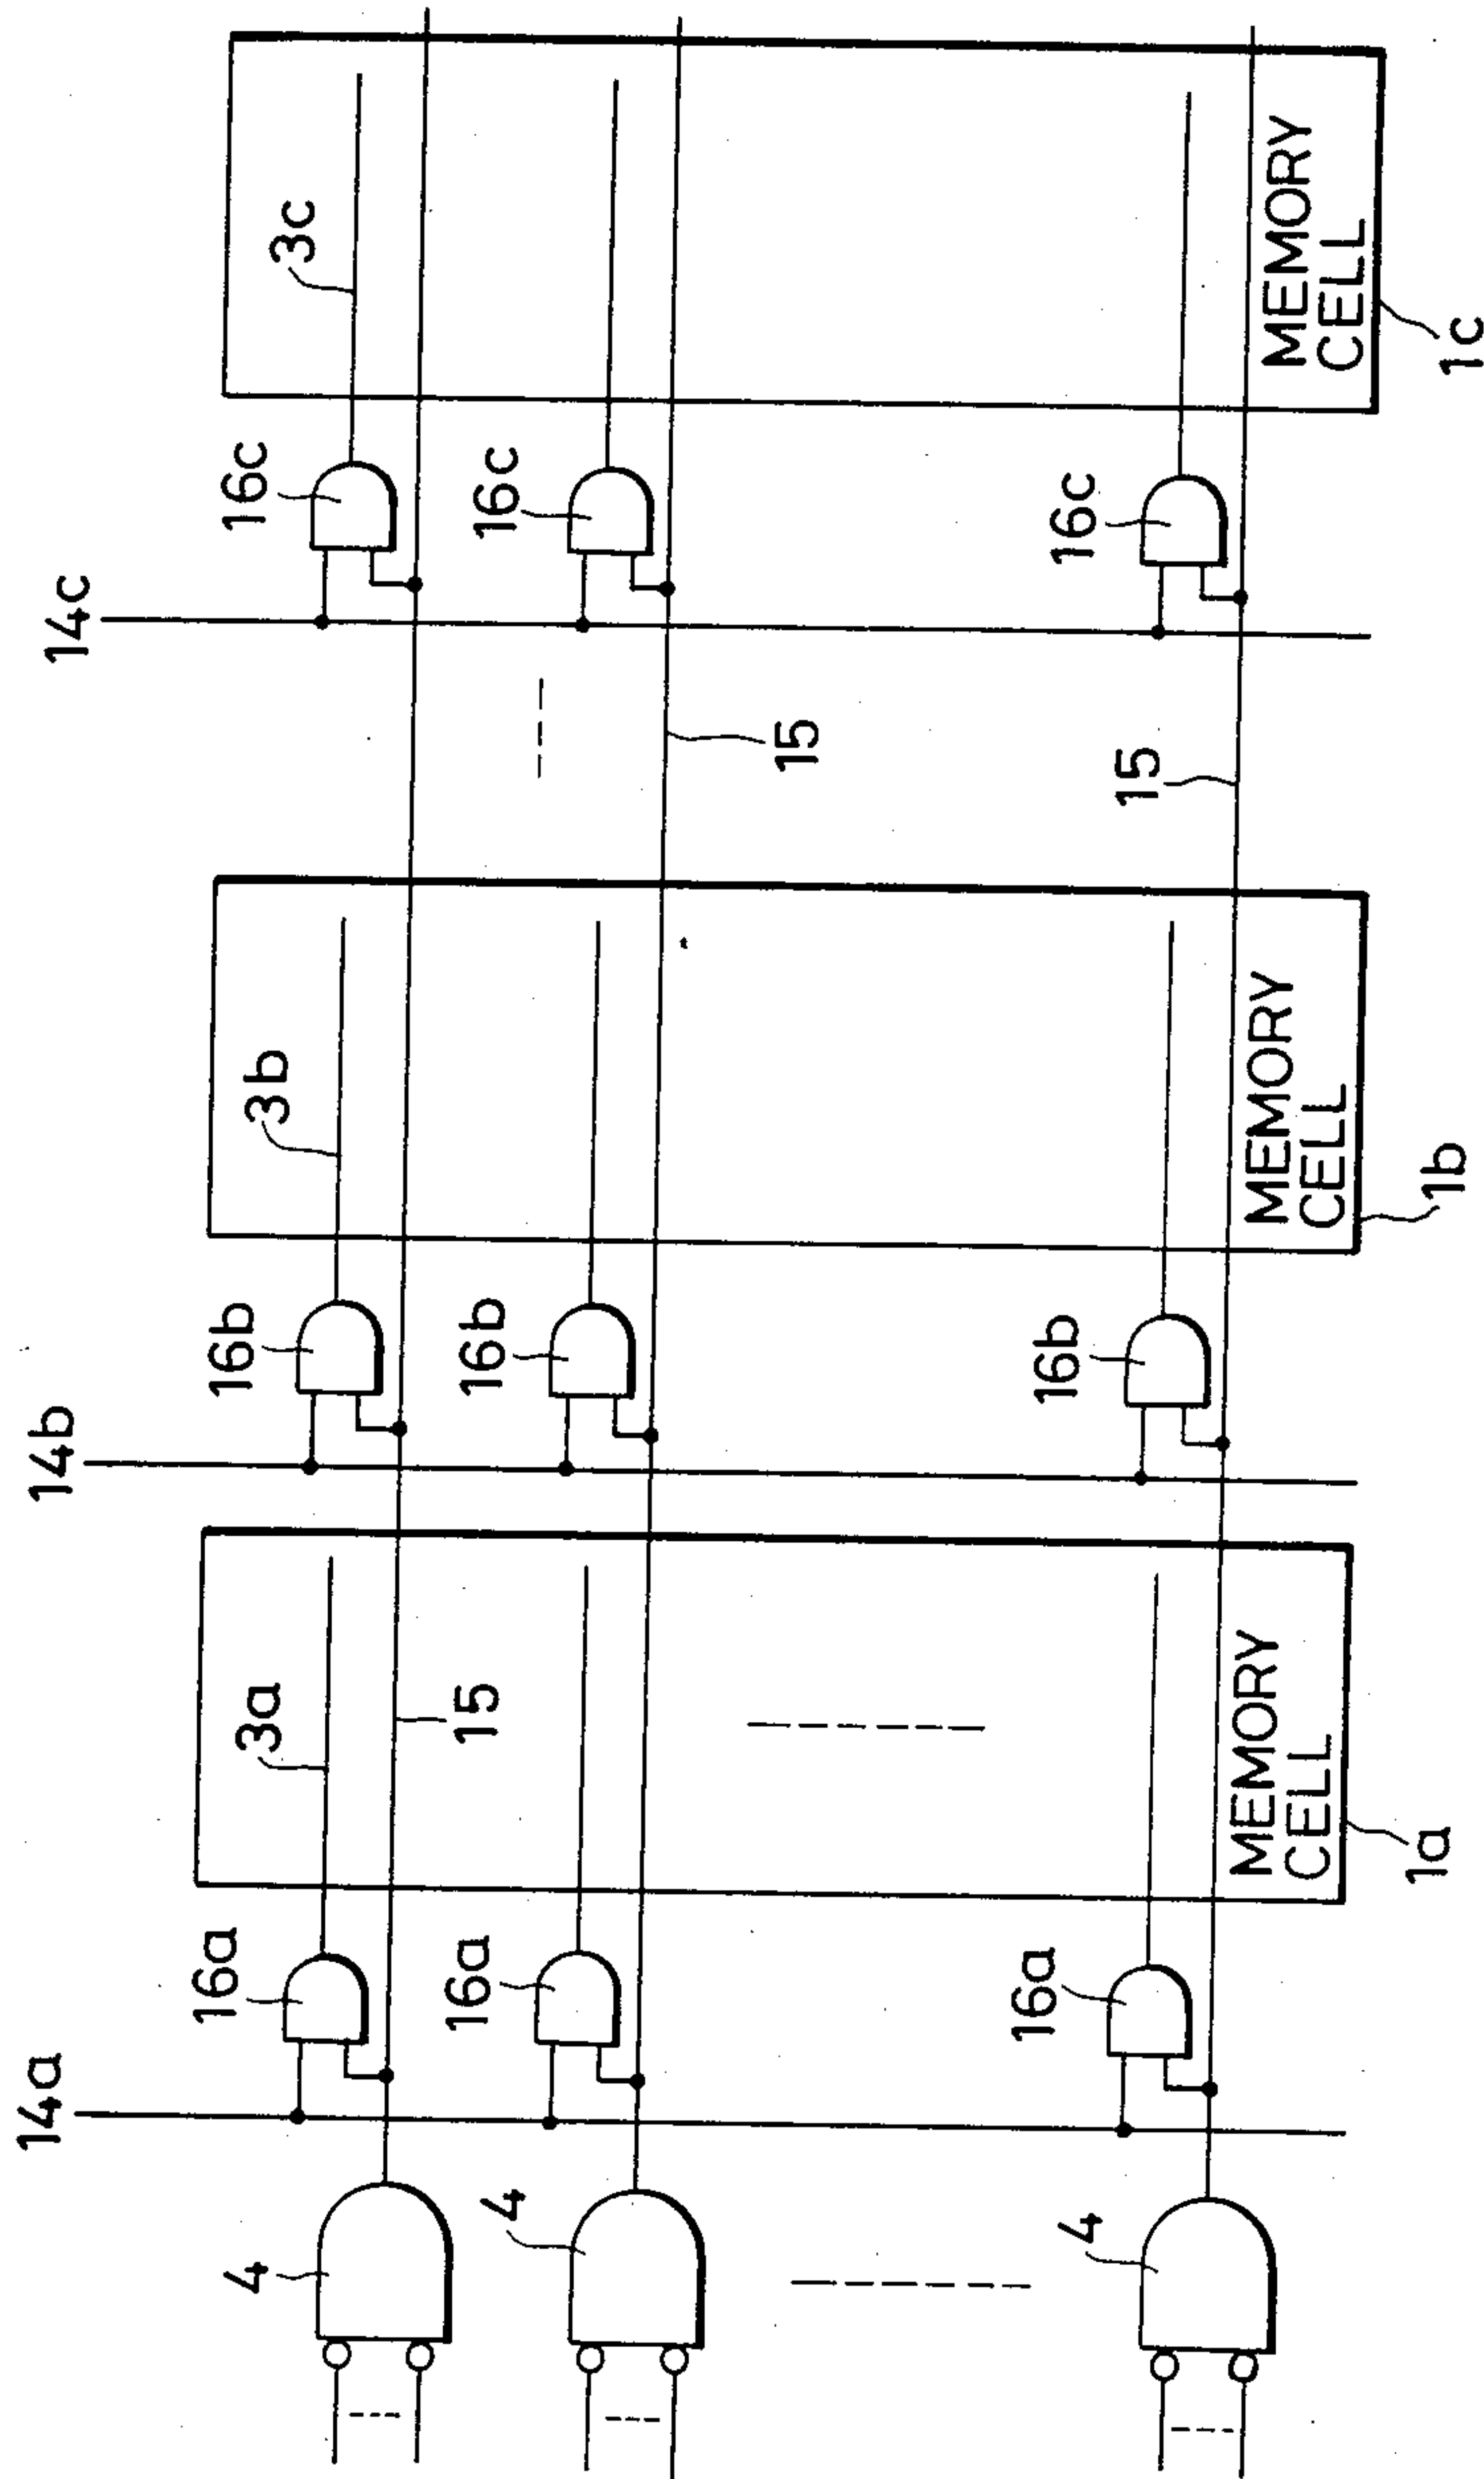 14a
14b
14c
4
16a
3a
16b
3b
16c
3c
15
4
16a
16b
15
16c
4
16a
16b
15
16c
MEMORY
CELL
MEMORY
CELL
MEMORY
CELL
1a
1b
1c